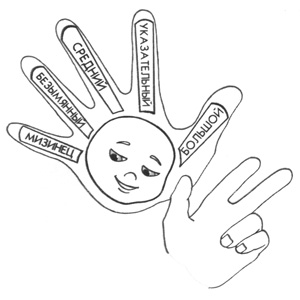 МИЗИНЕЦ
БЕЗЫМЯННЫЙ
СРЕДНИЙ
УКАЗАТЕЛЬНЫЙ
БОЛЬШОЙ